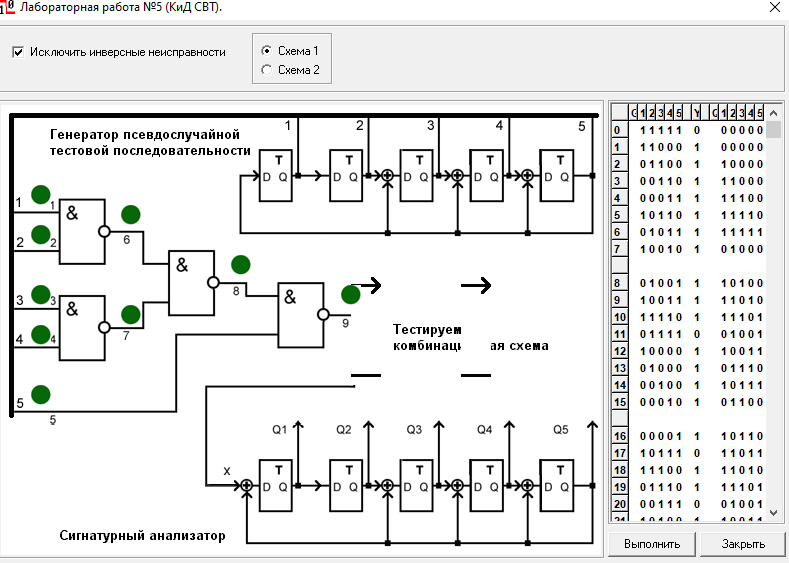 Лабораторная работа №5 (КиД СВТ).
Исключить инверсные неисправности
Схема 1
Схема 2
Генератор псевдослучайной
тестовой последовательности
1 2 3 4 5
T T T T T
D Q D Q D Q D Q D Q
1 1 &
2 2 6
& 8
3 3 & & 9
4 4 7
5 5
Тестируем
комбинац ая схема
Q1 Q2 Q3 Q4 Q5
X
T T T T T
D Q D Q D Q D Q D Q
Сигнатурный анализатор
1 2 3 4 5 Y 1 2 3 4 5
0 1 1 1 1 1 0 0 0 0 0 0
1 1 1 0 0 0 1 0 0 0 0 0
2 0 1 1 0 0 1 1 0 0 0 0
3 0 0 1 1 0 1 1 1 0 0 0
4 0 0 0 1 1 1 1 1 1 0 0
5 1 0 1 1 0 1 1 1 1 1 0
6 0 1 0 1 1 1 1 1 1 1 1
7 1 0 0 1 0 1 0 1 0 0 0
8 0 1 0 0 1 1 1 0 1 0 0
9 1 0 0 1 1 1 1 1 0 1 0
10 1 1 1 1 0 1 1 1 1 0 1
11 0 1 1 1 1 0 0 1 0 0 1
12 1 0 0 0 0 1 1 0 0 1 1
13 0 1 0 0 0 1 0 1 1 1 0
14 0 0 1 0 0 1 1 0 1 1 1
15 0 0 0 1 0 1 0 1 1 0 0
16 0 0 0 0 1 1 1 0 1 1 0
17 1 0 1 1 1 0 1 1 0 1 1
18 1 1 1 0 0 1 1 1 0 1 0
19 0 1 1 1 0 1 1 1 1 0 1
20 0 0 1 1 1 0 0 1 0 0 1
Выполнить
Закрыть